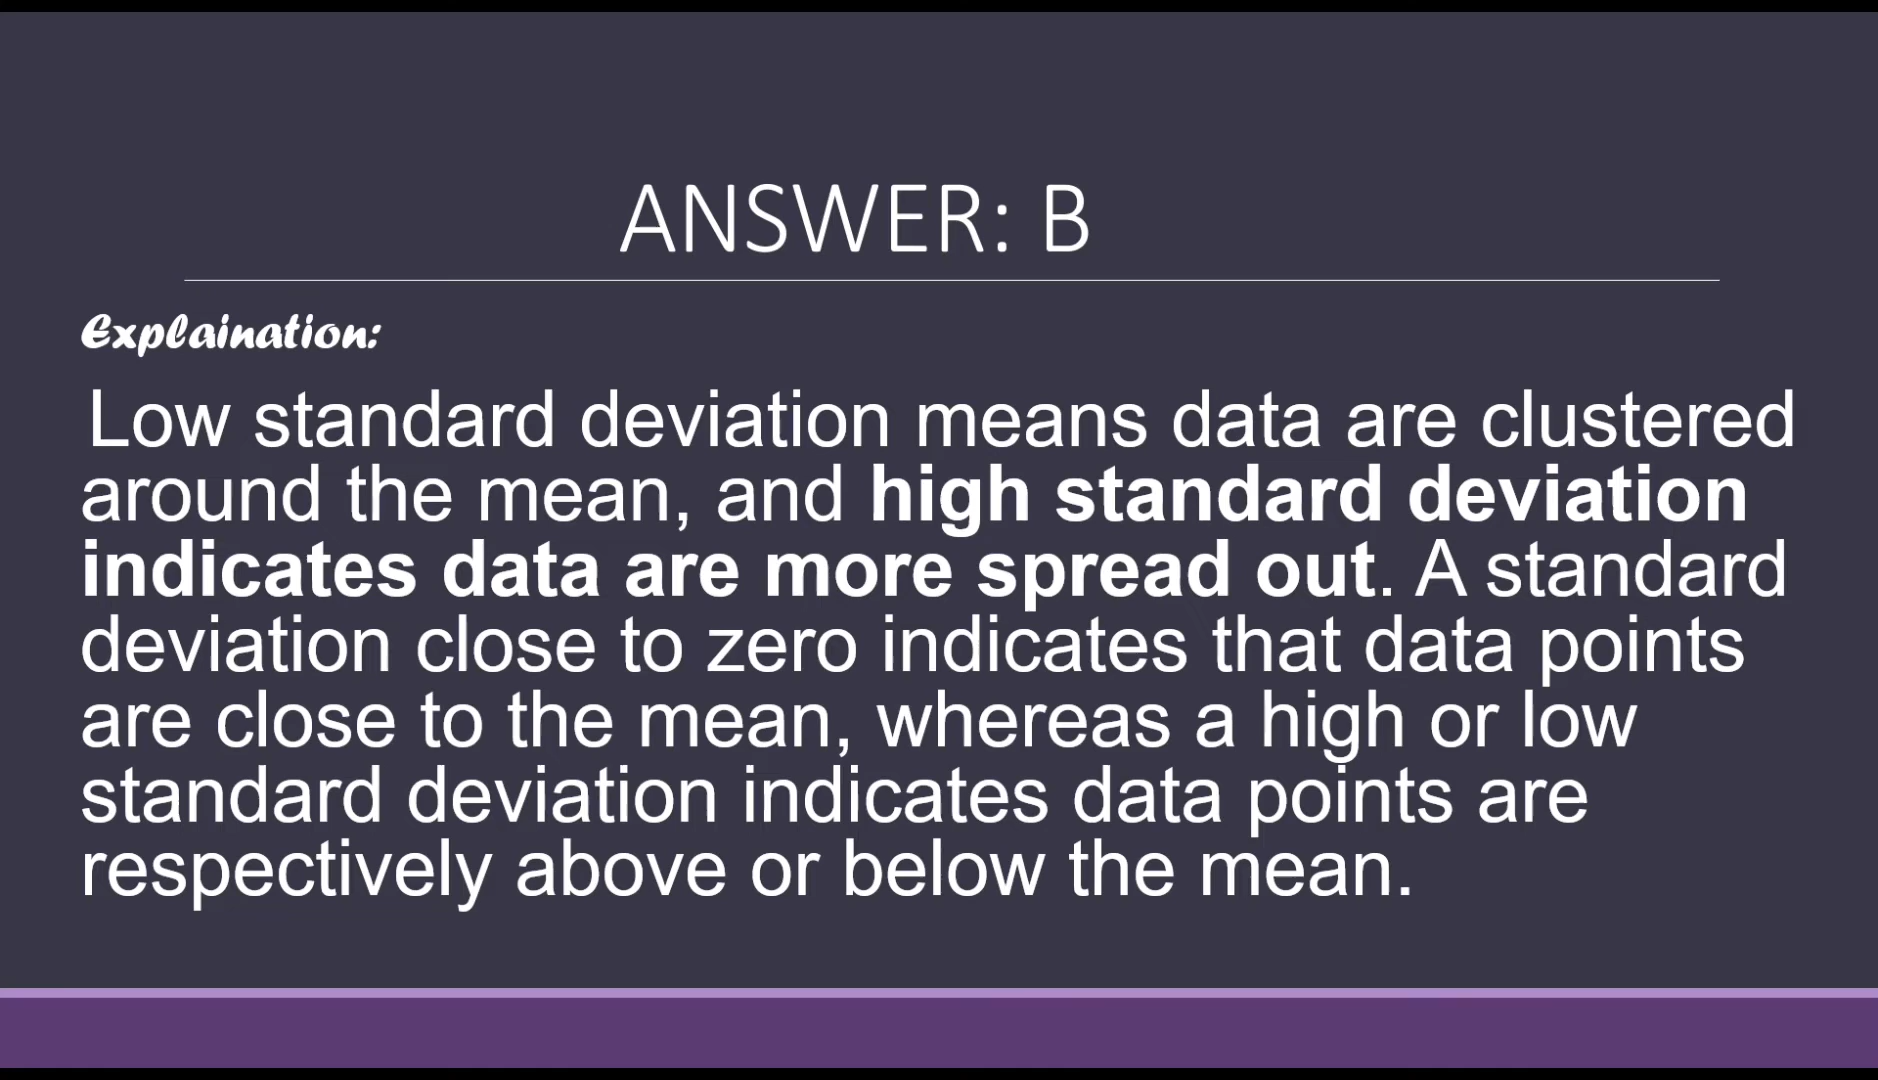 ANSWER: B
Explaination:
Low standard deviation means data are clustered
around the mean, and high standard deviation
indicates data are more spread out. A standard
deviation close to zero indicates that data points
are close to the mean, whereas a high or low
standard deviation indicates data points are
respectively above or below the mean.